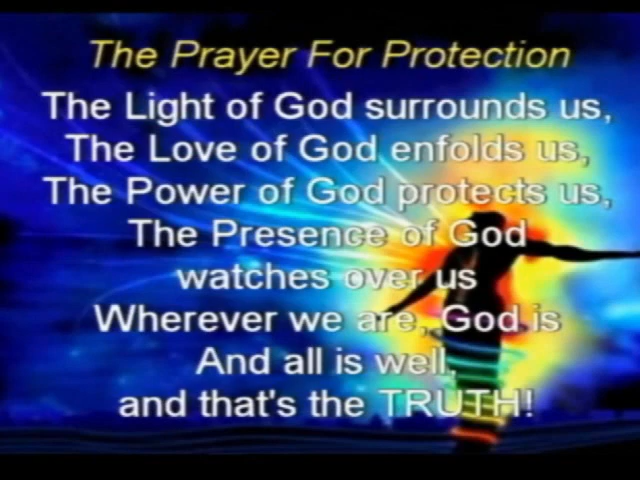 The Prayer For Protection
The Light of God surrounds us,
The Love of God enfolds us,
The Power of God protects us,
The Presence of God
watches over us
Wherever we are, God is
And all is well,
and that's the TRUTH!